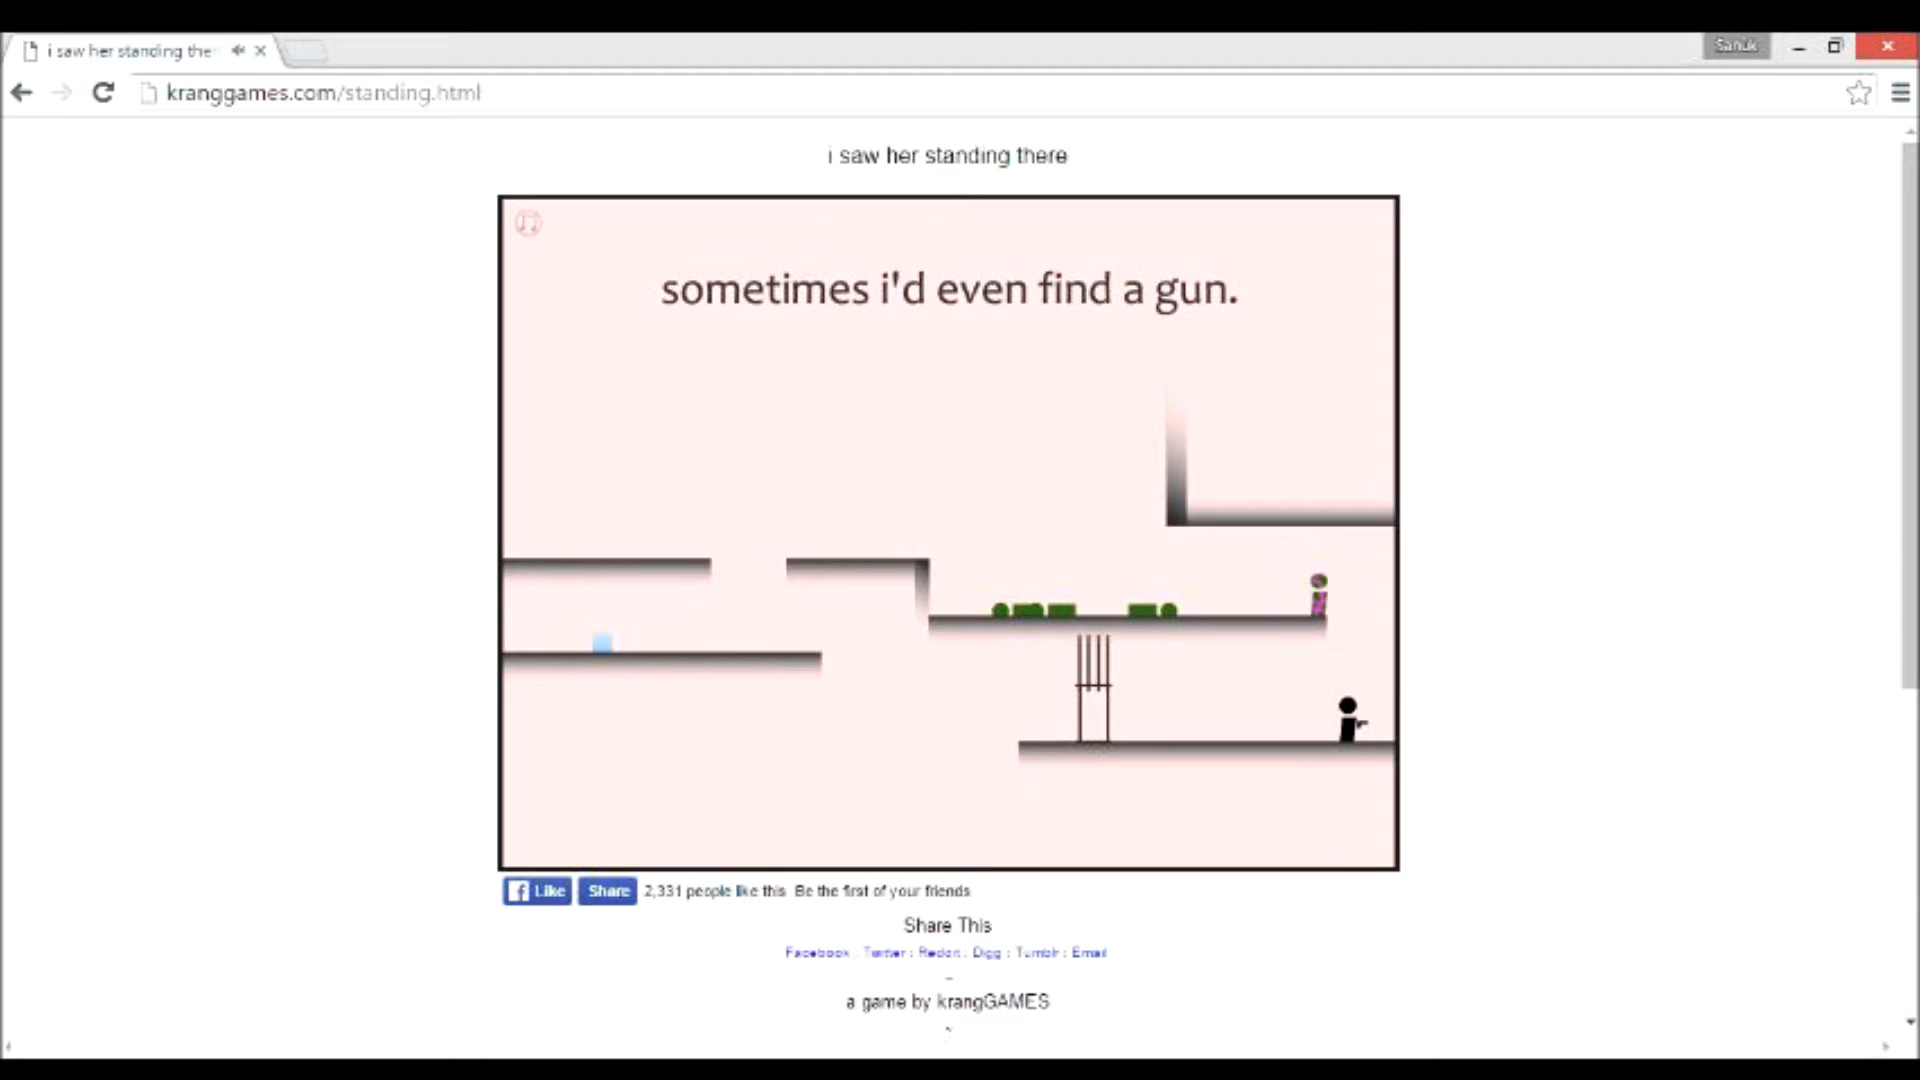 i saw her standing the
Sanuk
kranggames.com/standing.html
i saw her standing there
sometimes i'd even find a gun.
Like Share 2,331 people like this. Be the first of your friends
Share This
Facebook : Twitter : Reddit : Digg : Tumblr : Email
a game by krangGAMES